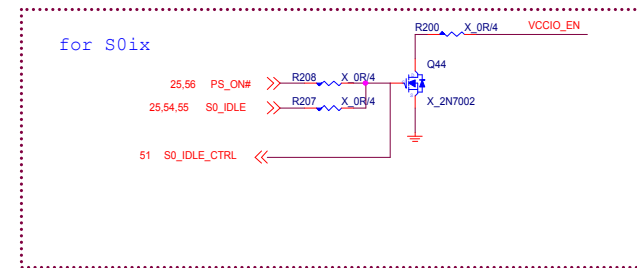 R200 X_0R/4 VCCIO_EN
for S0ix
Q44
25,56 PS_ON# R208 X_0R/4
X_2N7002
25,54,55 S0_IDLE R207 X_0R/4
51 S0_IDLE_CTRL